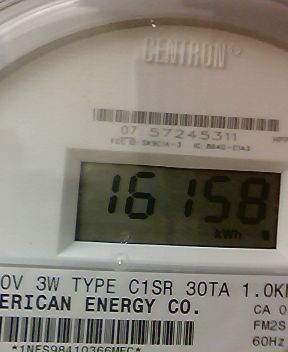 CENTRON®
07 57245311
16158
kWh
0V 3W TYPE C1SR 30TA 1.0K
ERICAN ENERGY CO.
CA 0
FM2S
60Hz